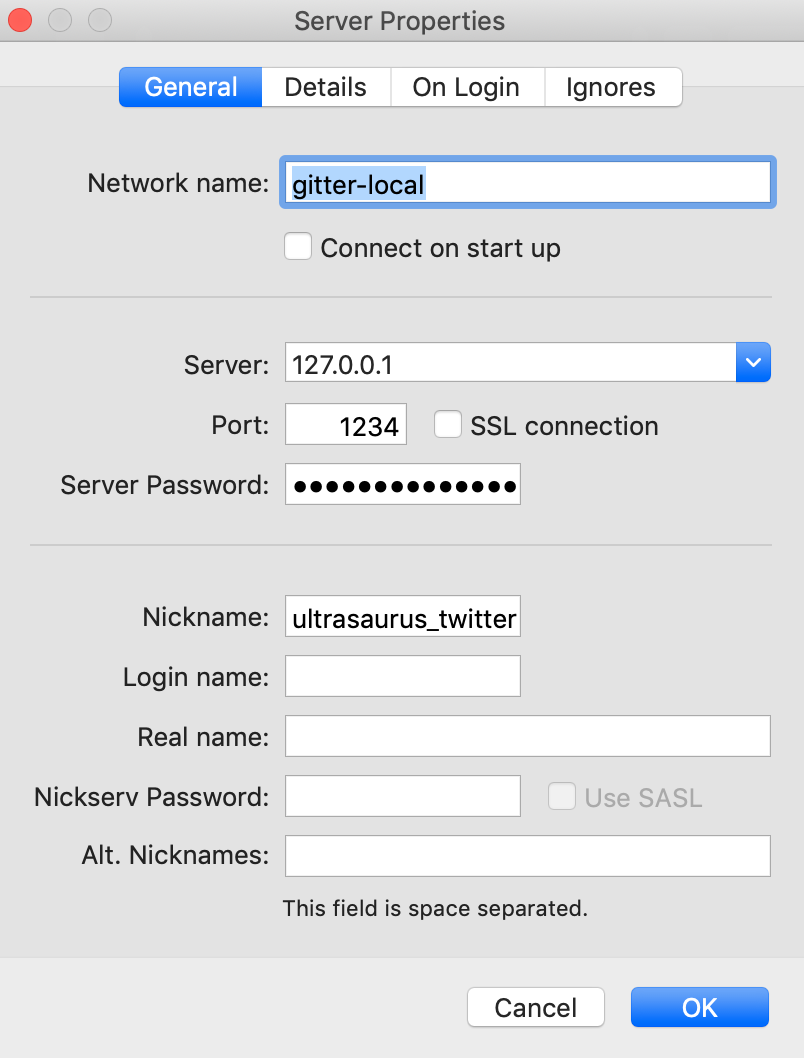 Server Properties
General Details On Login Ignores
Network name: gitter-local
Connect on start up
Server: 127.0.0.1
Port: 1234 SSL connection
Server Password: ••••••••••••••
Nickname: ultrasaurus_twitter
Login name:
Real name:
Nickserv Password: Use SASL
Alt. Nicknames:
This field is space separated.
Cancel OK